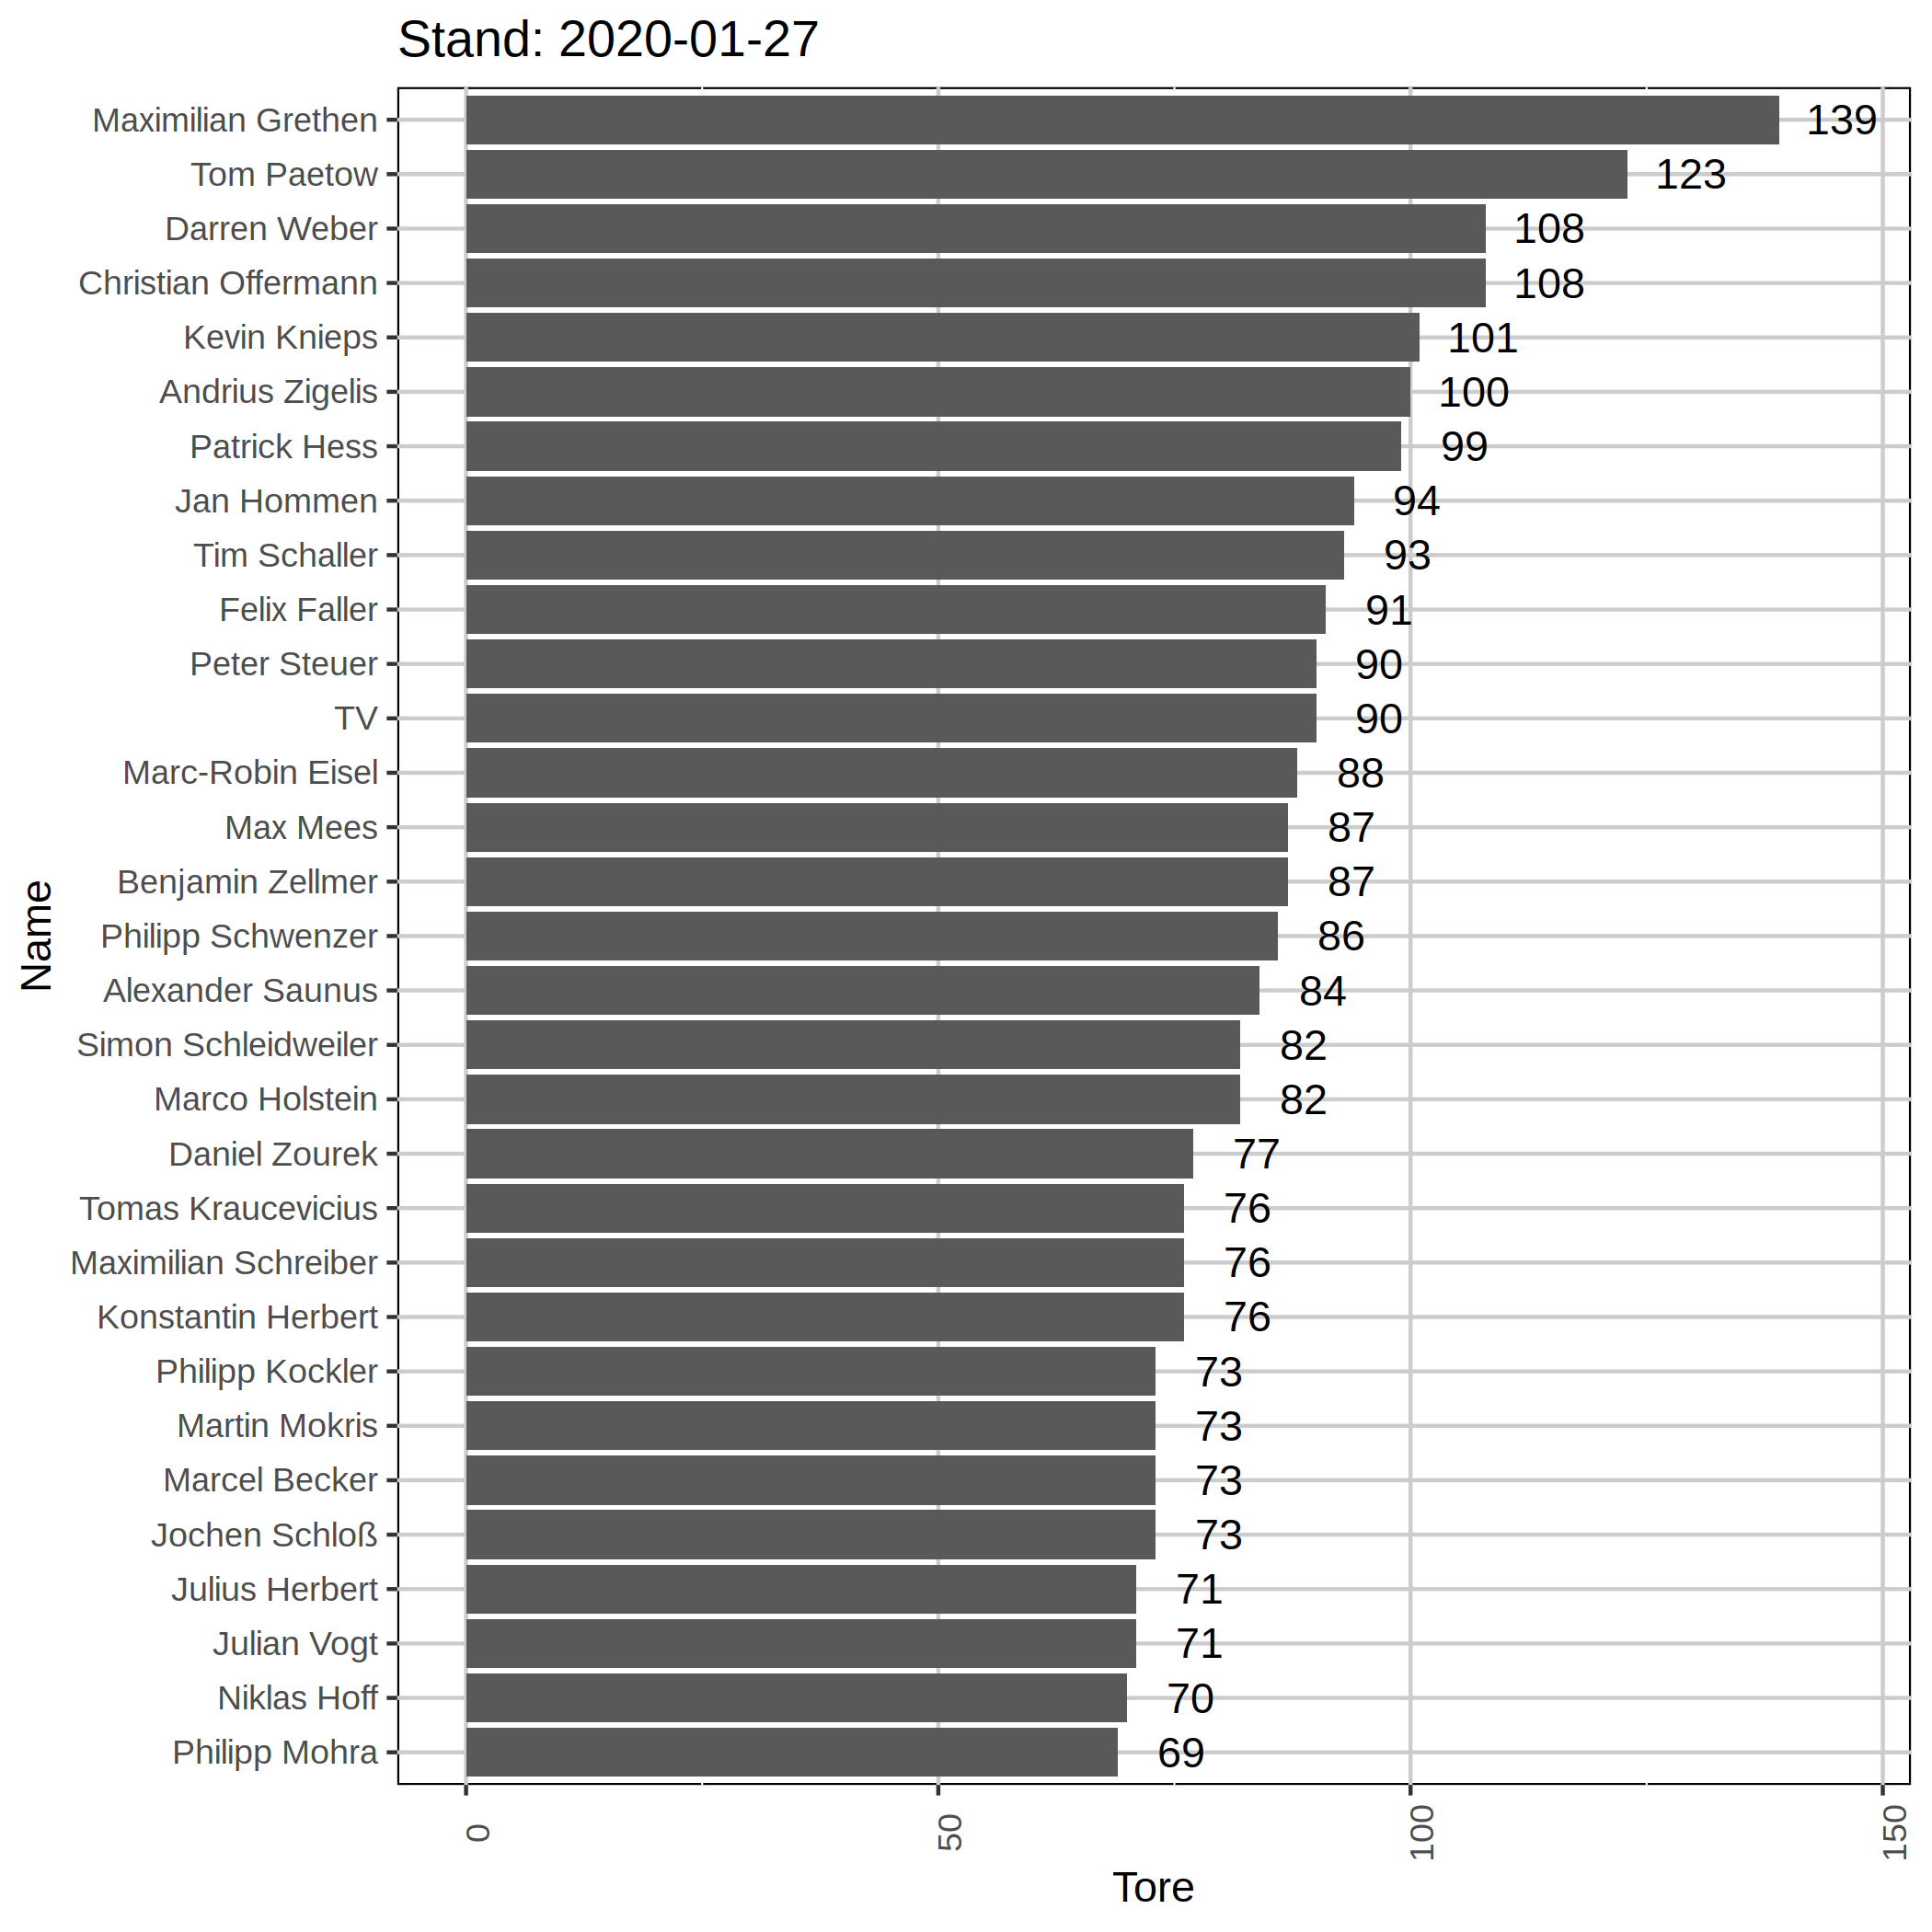 Stand: 2020-01-27
Maximilian Grethen 139
Tom Paetow 123
Darren Weber 108
Christian Offermann 108
Kevin Knieps 101
Andrius Zigelis 100
Patrick Hess 99
Jan Hommen 94
Tim Schaller 93
Felix Faller 91
Peter Steuer 90
TV 90
Marc-Robin Eisel 88
Max Mees 87
Benjamin Zellmer 87
Philipp Schwenzer 86
Alexander Saunus 84
Simon Schleidweiler 82
Marco Holstein 82
Daniel Zourek 77
Tomas Kraucevicius 76
Maximilian Schreiber 76
Konstantin Herbert 76
Philipp Kockler 73
Martin Mokris 73
Marcel Becker 73
Jochen Schloß 73
Julius Herbert 71
Julian Vogt 71
Niklas Hoff 70
Philipp Mohra 69
Name
0 50 100 150
Tore